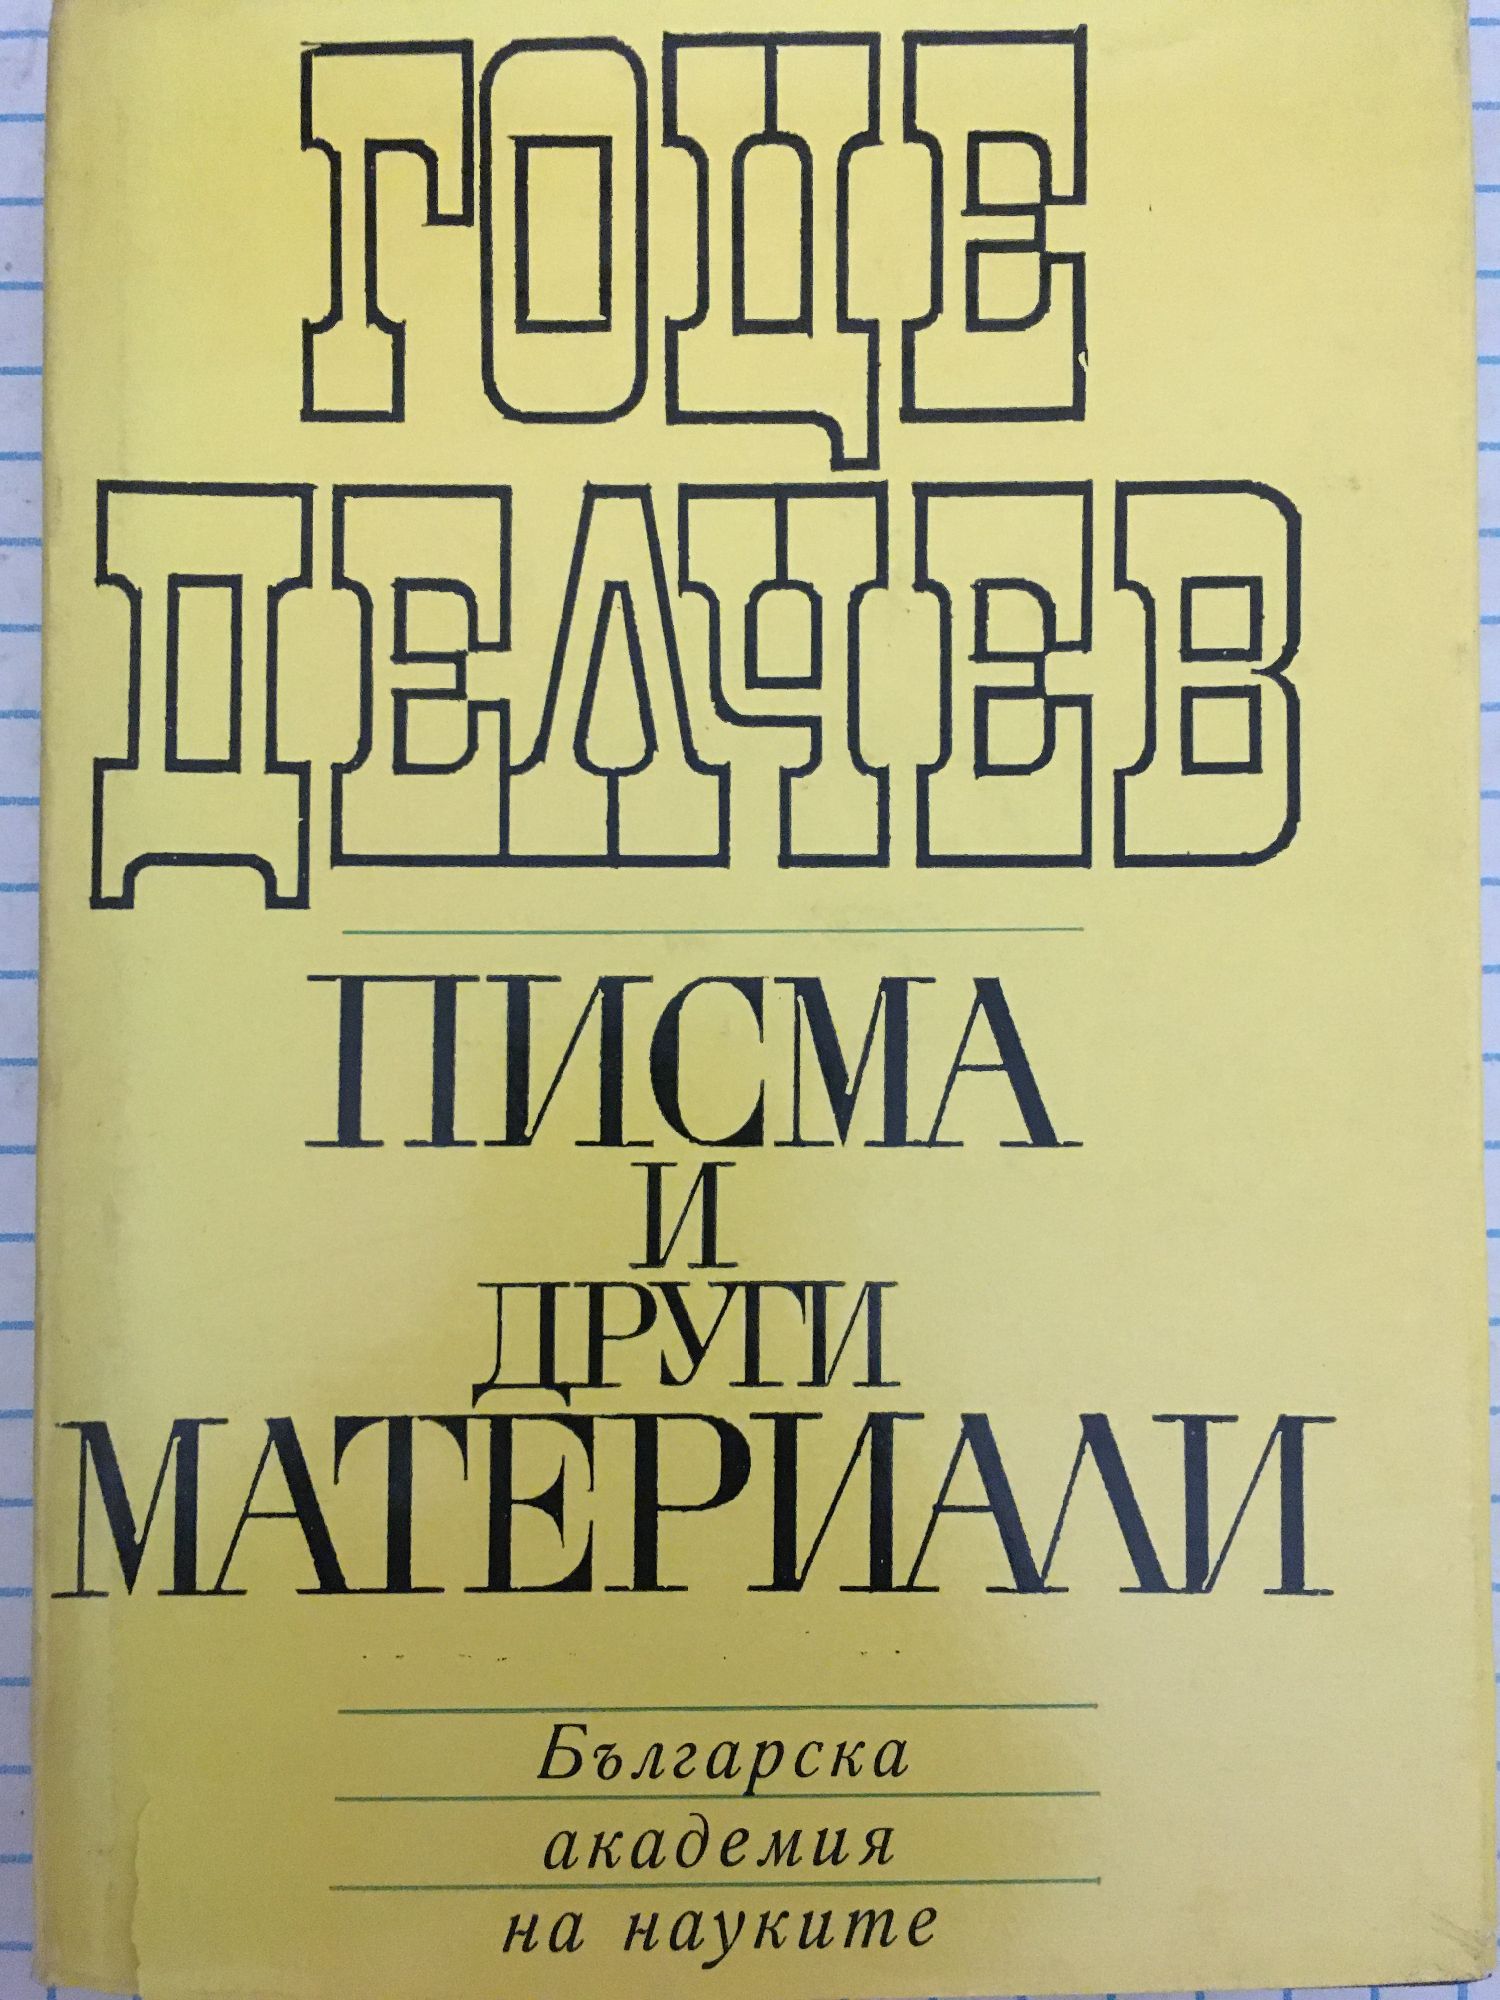 ГОЦЕ
ДЕЛЧЕВ
ПИСМА
И
ДРУГИ
МАТЕРИАЛИ
Българска
академия
на науките